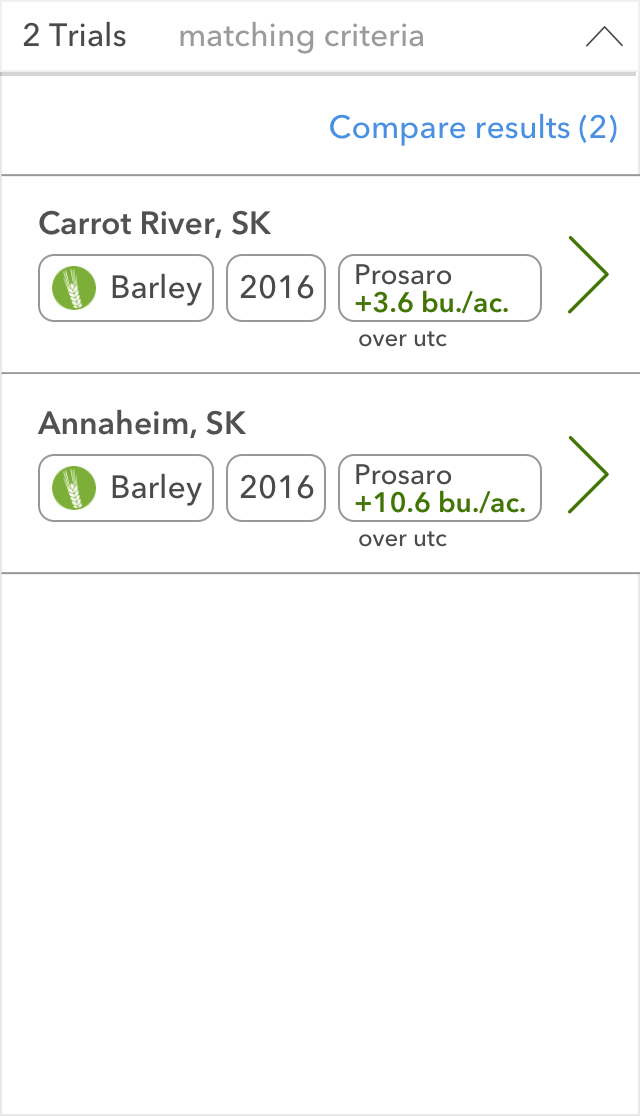 2 Trials matching criteria
Compare results (2)
Carrot River, SK
Barley 2016 Prosaro
+3.6 bu./ac.
over utc
Annaheim, SK
Barley 2016 Prosaro
+10.6 bu./ac.
over utc